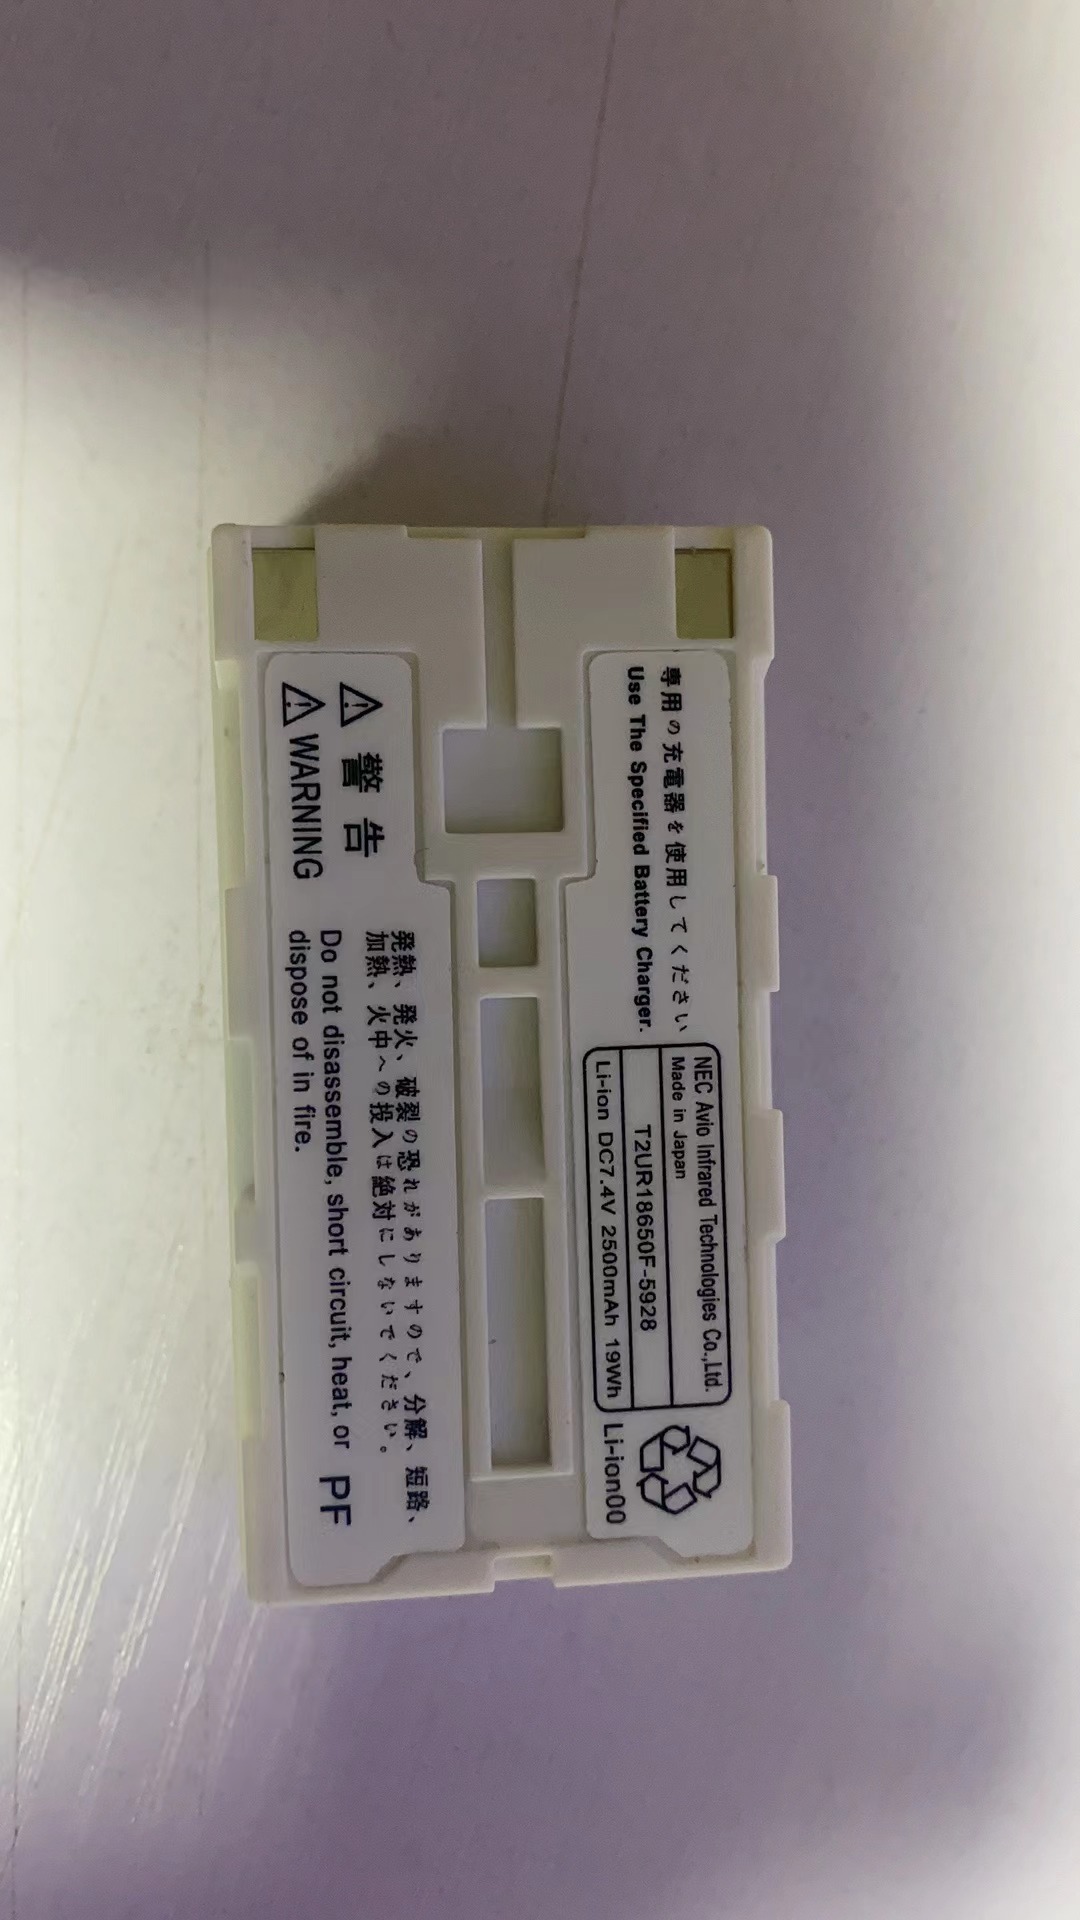 専用の充電器を使用してください
Use The Specified Battery Charger.
NEC Avio Infrared Technologies Co.,Ltd.
Made in Japan
T2UR18650F-5928
Li-ion DC7.4V 2500mAh 19Wh
Li-ion00
警告
WARNING
発熱、発火、破裂の恐れがありますので、分解、短路、
加熱、火中への投入は絶対にしないでください。
Do not disassemble, short circuit, heat, or
dispose of in fire.
PF